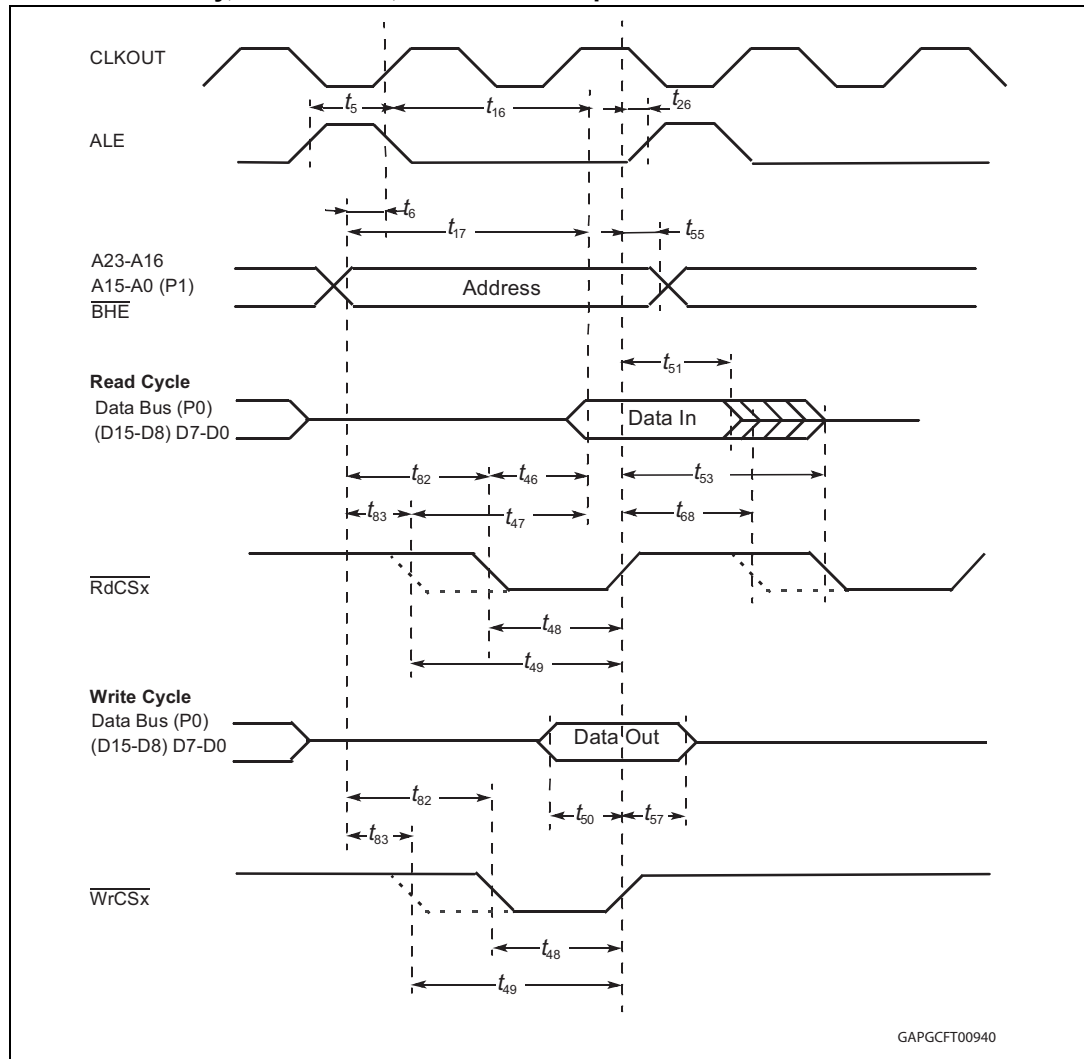 CLKOUT
t5
t16
t26
ALE
t6
t17
t55
A23-A16
A15-A0 (P1)
Address
BHE
t51
Read Cycle
Data Bus (P0)
Data In
(D15-D8) D7-D0
t82
t46
t53
t83
t47
t68
RdCSx
t48
t49
Write Cycle
Data Bus (P0)
Data Out
(D15-D8) D7-D0
t82
t50
t57
t83
WrCSx
t48
t49
GAPGCFT00940